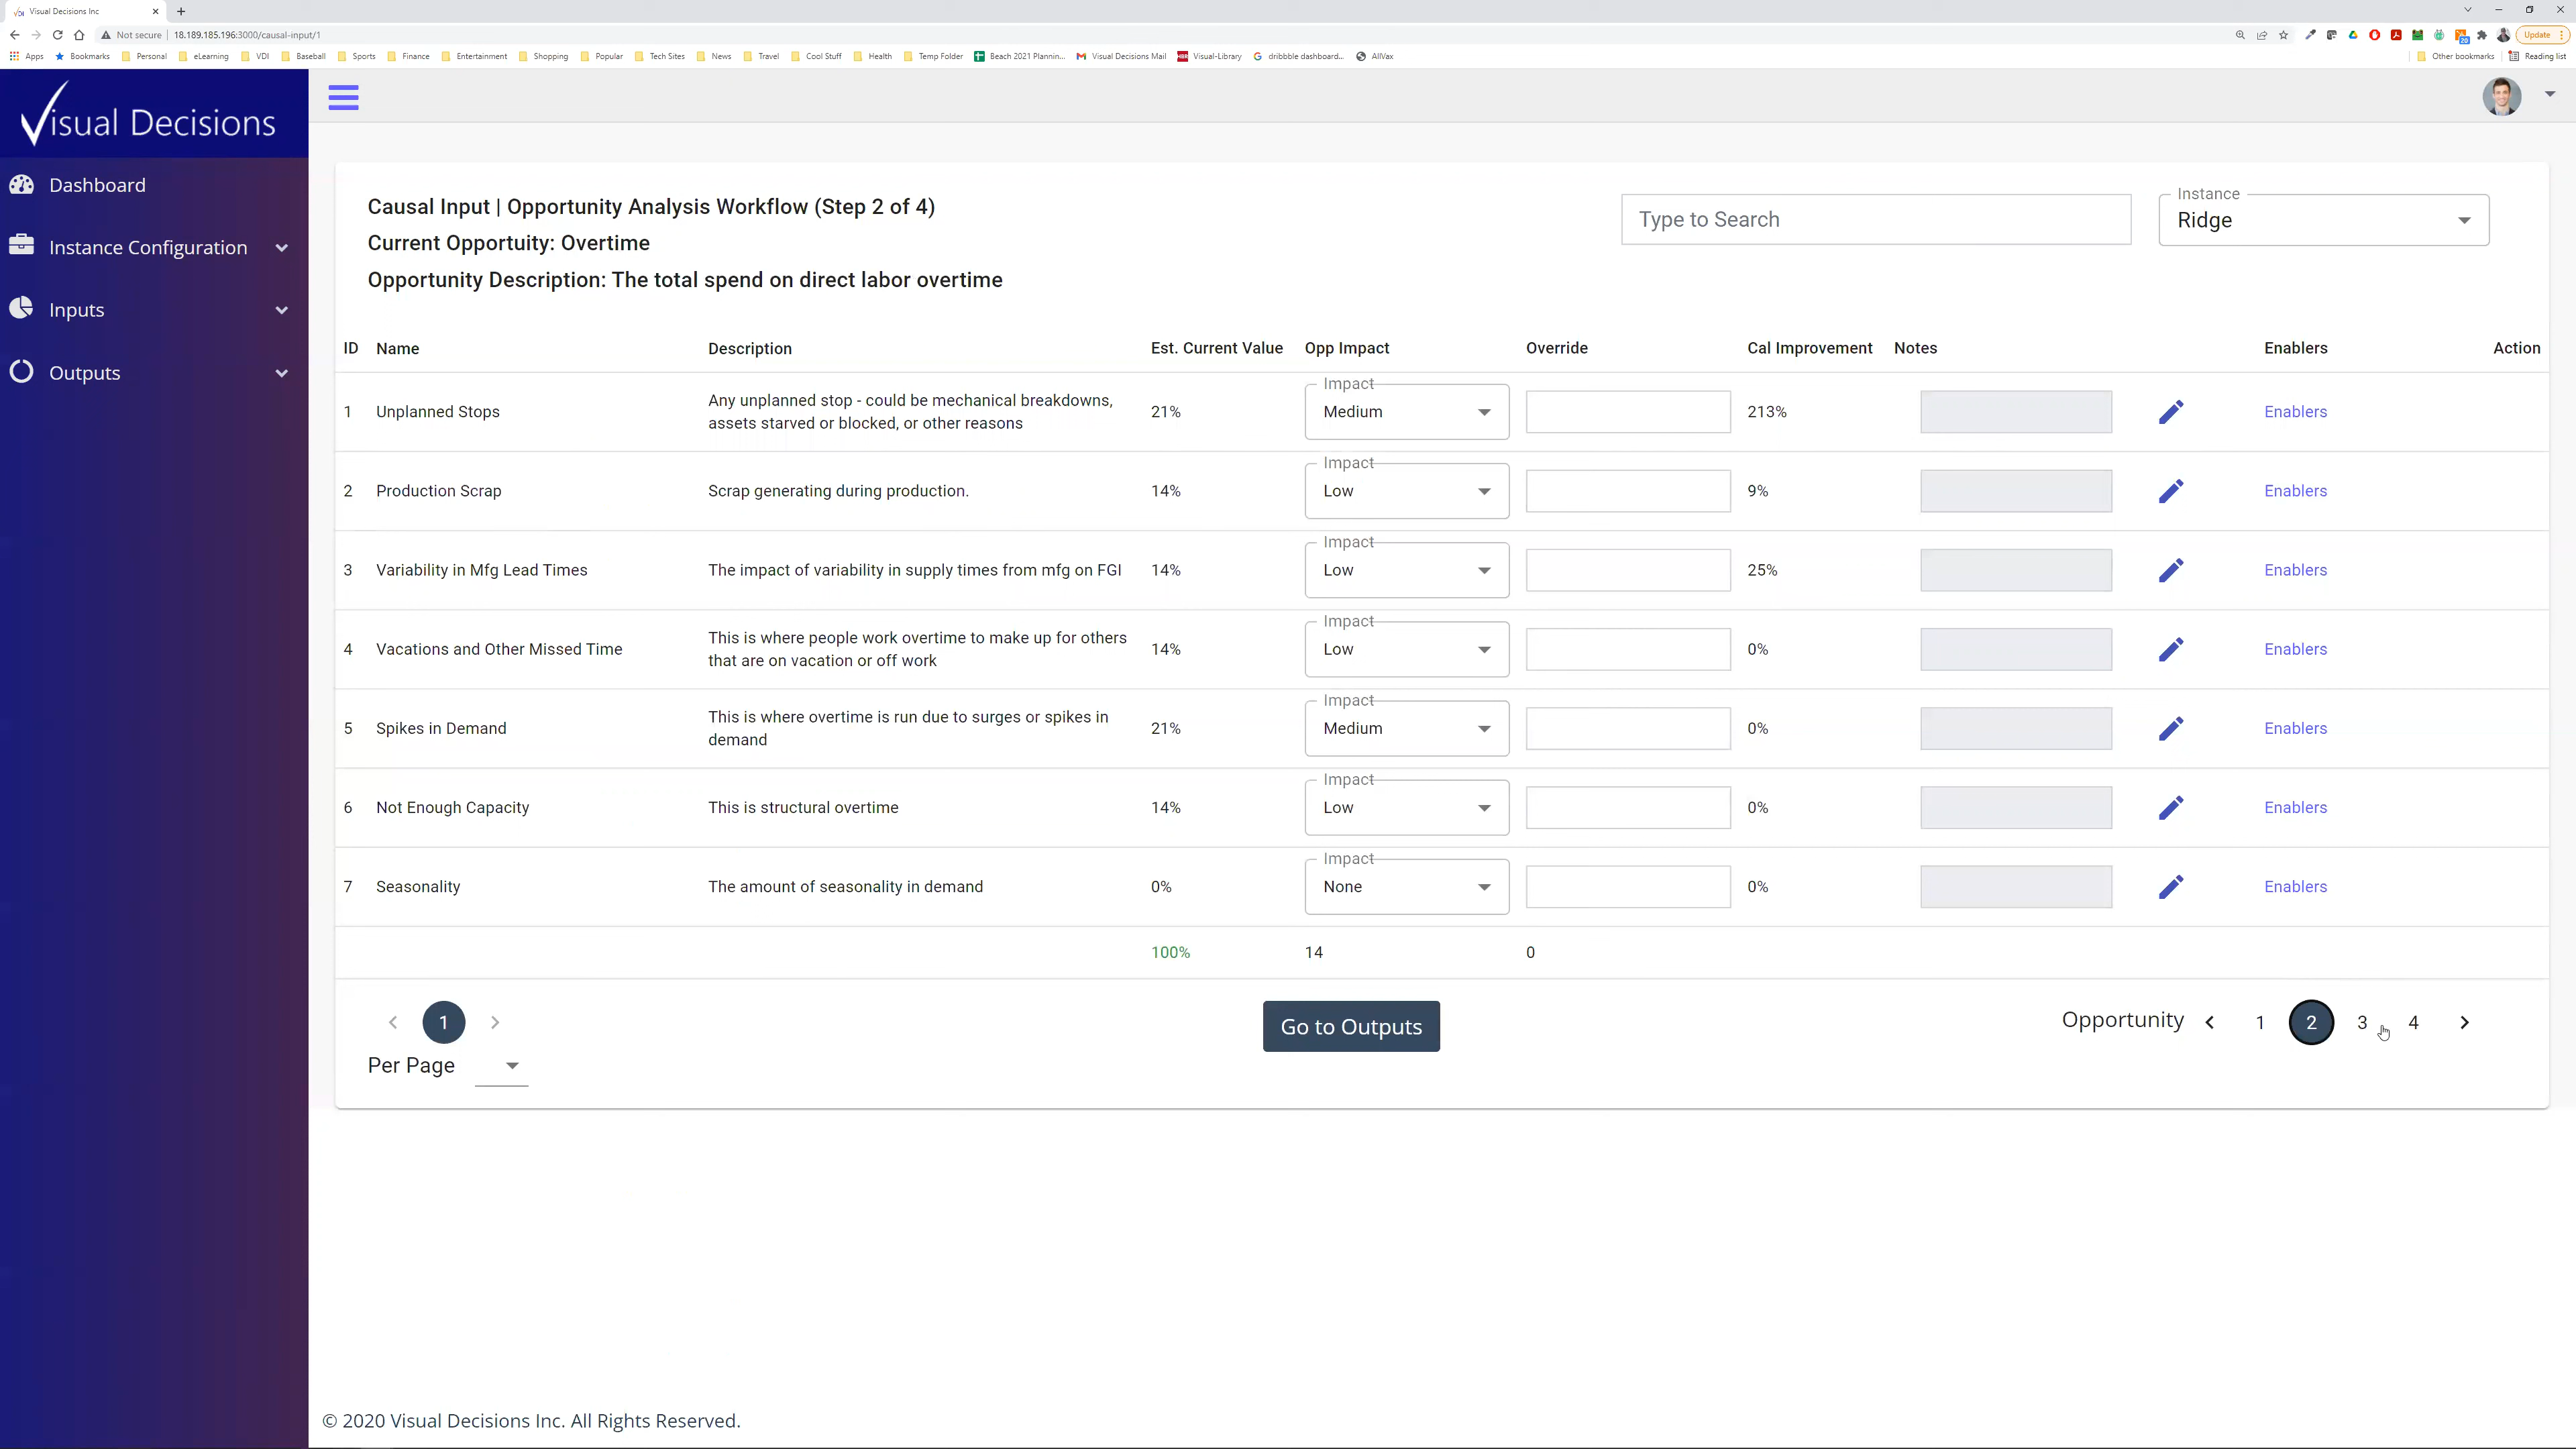 Visual Decisions Inc
Not secure
18.189.185.196:3000/causal-input/1
Update
Apps
Bookmarks
Personal
eLearning
VDI
Baseball
Sports
Finance
Entertainment
Shopping
Popular
Tech Sites
News
Travel
Cool Stuff
Health
Temp Folder
Beach 2021 Plannin...
Visual Decisions Mail
Visual-Library
dribbble dashboard...
AllVax
Other bookmarks
Reading list
Visual Decisions
Dashboard
Instance Configuration
Inputs
Outputs
Causal Input | Opportunity Analysis Workflow (Step 2 of 4)
Current Opportuity: Overtime
Opportunity Description: The total spend on direct labor overtime
Type to Search
Instance
Ridge
ID Name Description Est. Current Value Opp Impact Override Cal Improvement Notes Enablers Action
Impact
1 Unplanned Stops Any unplanned stop - could be mechanical breakdowns, 21% Medium 213% Enablers
assets starved or blocked, or other reasons
Impact
2 Production Scrap Scrap generating during production. 14% Low 9% Enablers
Impact
3 Variability in Mfg Lead Times The impact of variability in supply times from mfg on FGI 14% Low 25% Enablers
Impact
4 Vacations and Other Missed Time This is where people work overtime to make up for others 14% Low 0% Enablers
that are on vacation or off work
Impact
5 Spikes in Demand This is where overtime is run due to surges or spikes in 21% Medium 0% Enablers
demand
Impact
6 Not Enough Capacity This is structural overtime 14% Low 0% Enablers
Impact
7 Seasonality The amount of seasonality in demand 0% None 0% Enablers
100% 14 0
1
Per Page
Go to Outputs
Opportunity 1 2 3 4
© 2020 Visual Decisions Inc. All Rights Reserved.